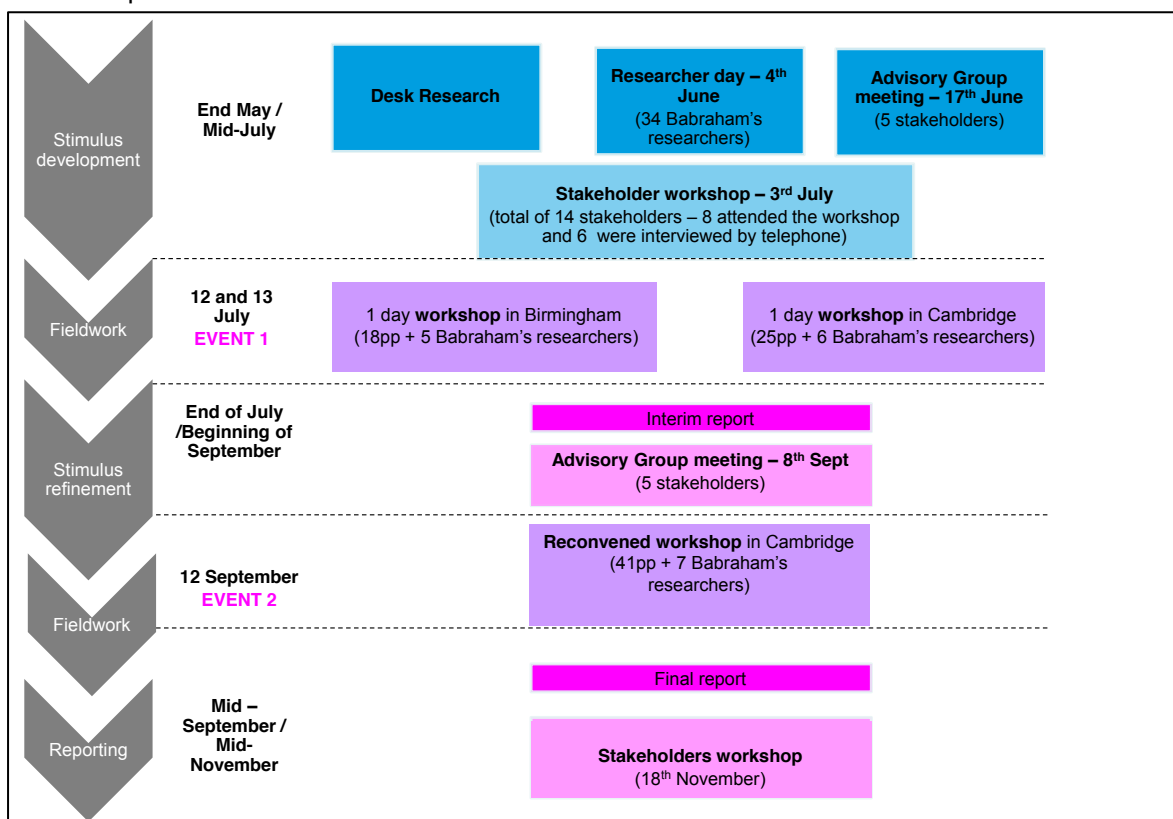 Stimulus
development
End May /
Mid-July
Desk Research
Researcher day – 4th
June
(34 Babraham's
researchers)
Advisory Group
meeting – 17th June
(5 stakeholders)
Stakeholder workshop – 3rd July
(total of 14 stakeholders – 8 attended the workshop
and 6 were interviewed by telephone)
Fieldwork
12 and 13
July
EVENT 1
1 day workshop in Birmingham
(18pp + 5 Babraham's researchers)
1 day workshop in Cambridge
(25pp + 6 Babraham's researchers)
Stimulus
refinement
End of July
/Beginning of
September
Interim report
Advisory Group meeting – 8th Sept
(5 stakeholders)
Fieldwork
12 September
EVENT 2
Reconvened workshop in Cambridge
(41pp + 7 Babraham's
researchers)
Reporting
Mid –
September /
Mid-
November
Final report
Stakeholders workshop
(18th November)